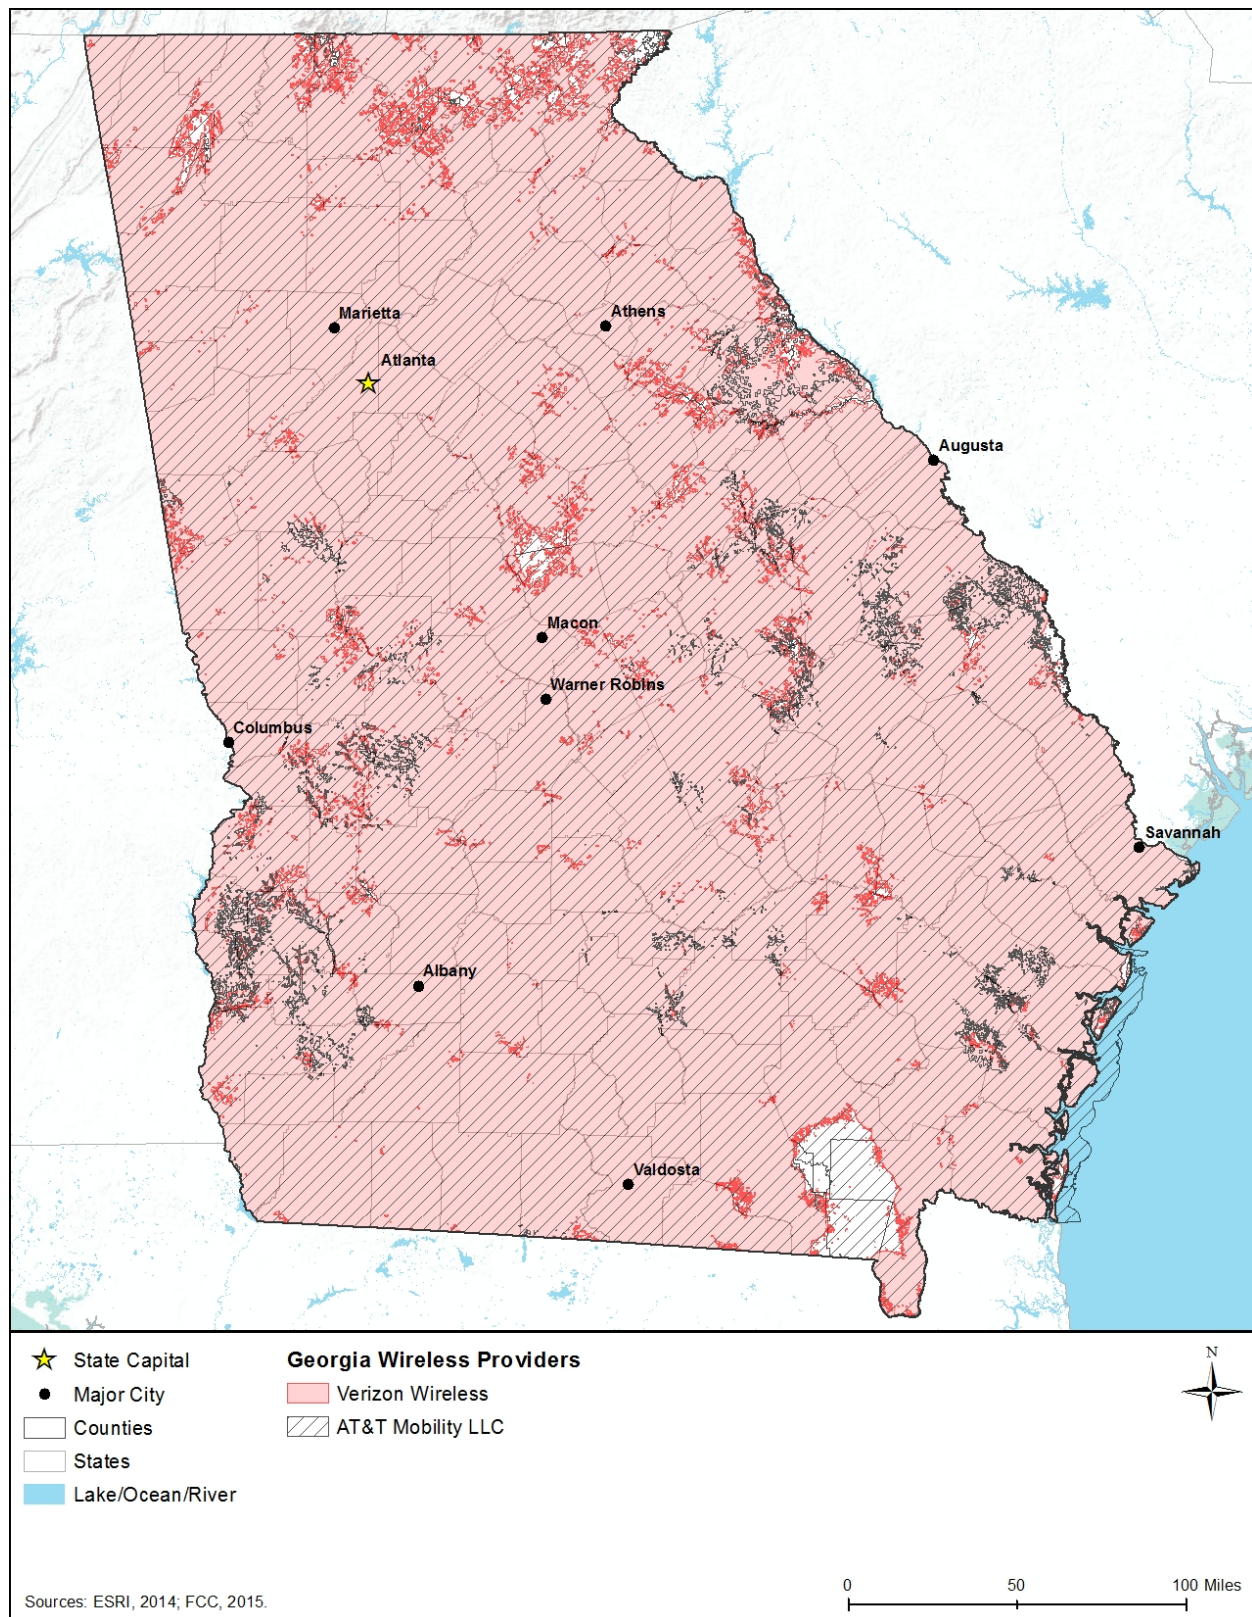 Marietta
Athens
Atlanta
Augusta
Macon
Warner Robins
Columbus
Savannah
Albany
Valdosta
State Capital
Major City
Counties
States
Lake/Ocean/River
Georgia Wireless Providers
Verizon Wireless
AT&T Mobility LLC
N
0 50 100 Miles
Sources: ESRI, 2014; FCC, 2015.